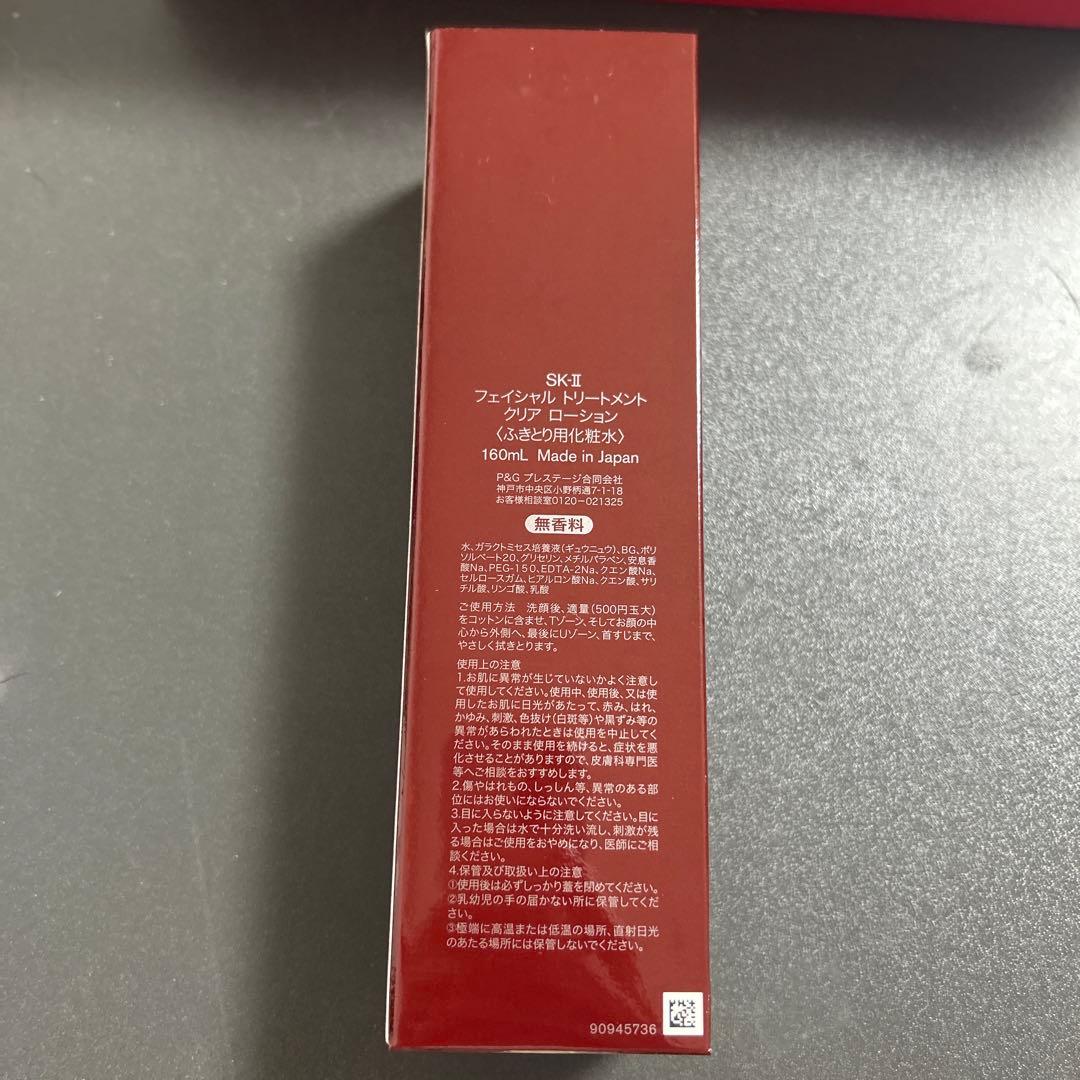 SK-Ⅱ
フェイシャル トリートメント
クリア ローション
〈ふきとり用化粧水〉
160mL Made in Japan
P&G プレステージ合同会社
神戸市中央区小野柄通7-1-18
お客様相談室0120-021325
無香料
水、ガラクトミセス培養液(ギュウニュウ)、BG、ポリ
ソルベート20、グリセリン、メチルパラベン、安息香
酸Na、PEG-150、EDTA-2Na、クエン酸Na、
セルロースガム、ヒアルロン酸Na、クエン酸、サリ
チル酸、リンゴ酸、乳酸
ご使用方法 洗顔後、適量(500円玉大)
をコットンに含ませ、Tゾーン、そしてお顔の中
心から外側へ、最後にUゾーン、首すじまで、
やさしく拭きとります。
使用上の注意
1.お肌に異常が生じていないかよく注意し
て使用してください。使用中、使用後、又は使
用したお肌に日光があたって、赤み、はれ、
かゆみ、刺激、色抜け(白斑等)や黒ずみ等の
異常があらわれたときは使用を中止してく
ださい。そのまま使用を続けると、症状を悪
化させることがありますので、皮膚科専門医
等へご相談をおすすめします。
2.傷やはれもの、しっしん等、異常のある部
位にはお使いにならないでください。
3.目に入らないように注意してください。目に
入った場合は水で十分洗い流し、刺激が残
る場合はご使用をおやめになり、医師にご相
談ください。
4.保管及び取扱い上の注意
①使用後は必ずしっかり蓋を閉めてください。
②乳幼児の手の届かない所に保管してくだ
さい。
③極端に高温または低温の場所、直射日光
のあたる場所には保管しないでください。
90945736